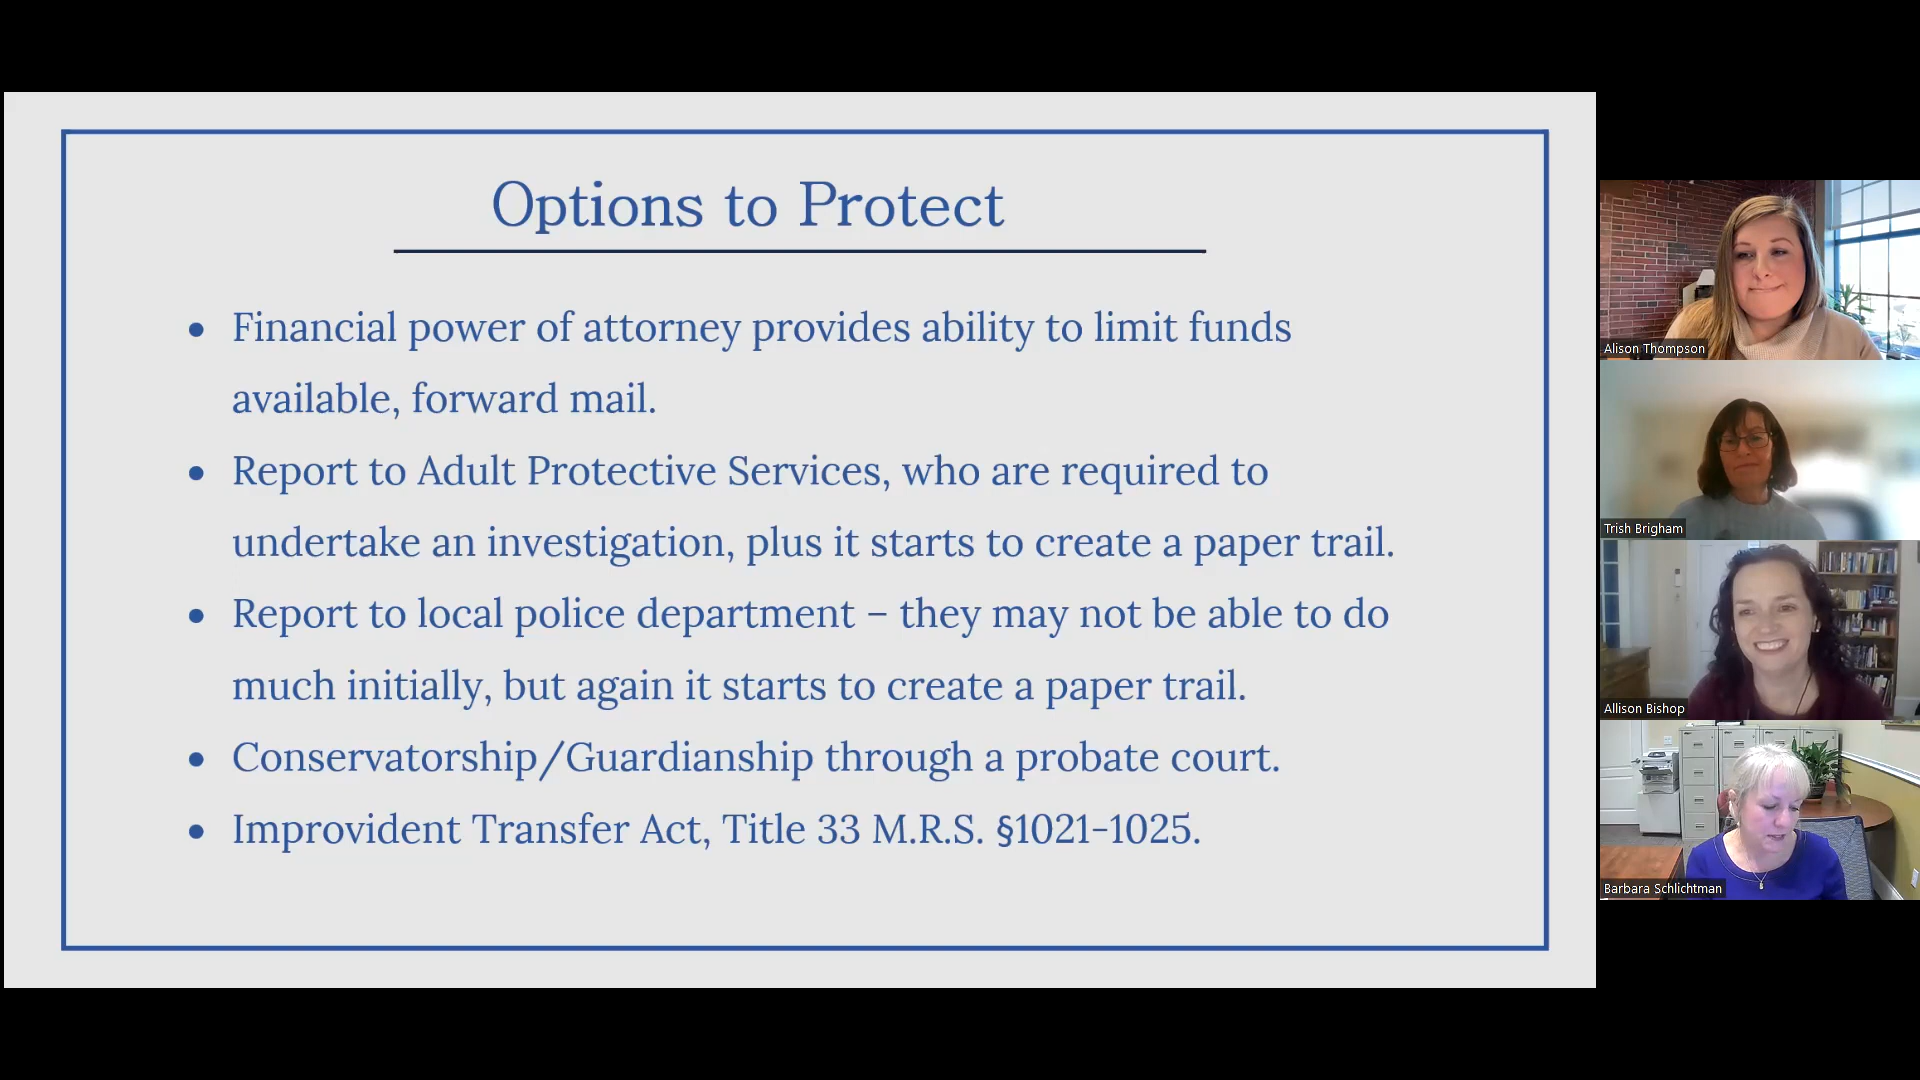 Options to Protect
• Financial power of attorney provides ability to limit funds
available, forward mail.
• Report to Adult Protective Services, who are required to
undertake an investigation, plus it starts to create a paper trail.
• Report to local police department – they may not be able to do
much initially, but again it starts to create a paper trail.
• Conservatorship/Guardianship through a probate court.
• Improvident Transfer Act, Title 33 M.R.S. §1021-1025.
Alison Thompson
Trish Brigham
Allison Bishop
Barbara Schlichtman